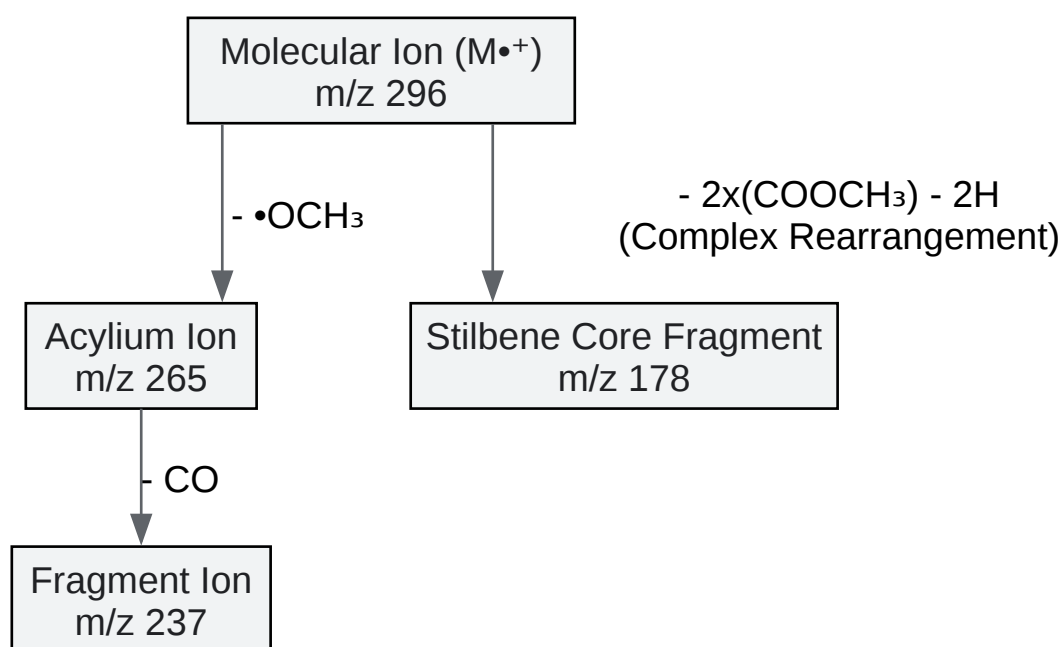 Molecular Ion (M•⁺)
m/z 296
- •OCH₃
- 2x(COOCH₃) - 2H
(Complex Rearrangement)
Acylium Ion
m/z 265
Stilbene Core Fragment
m/z 178
- CO
Fragment Ion
m/z 237